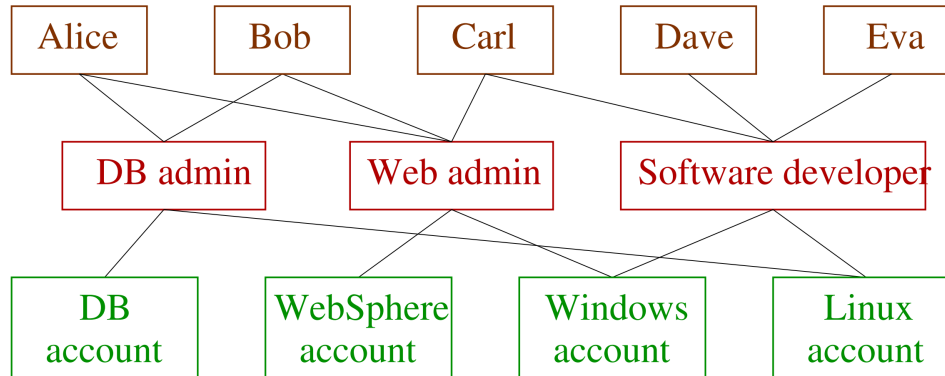 Alice
Bob
Carl
Dave
Eva
DB admin
Web admin
Software developer
DB
account
WebSphere
account
Windows
account
Linux
account